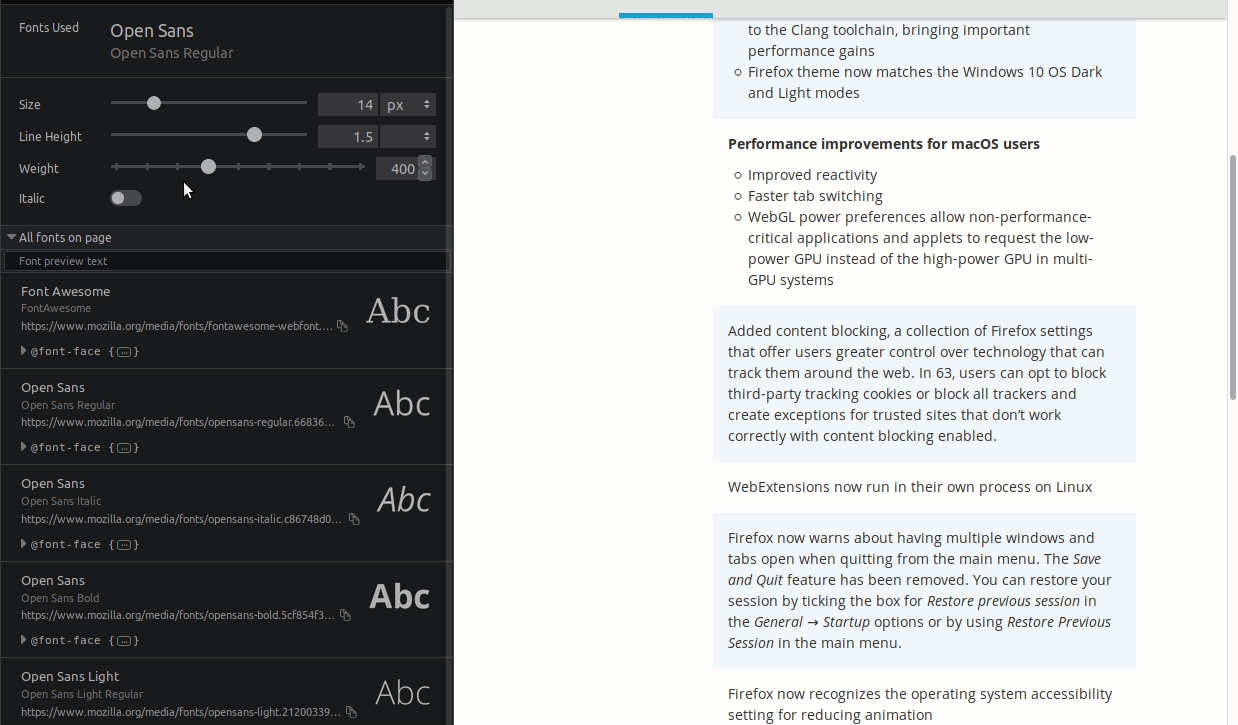 Fonts Used
Open Sans
Open Sans Regular
Size
14 px
Line Height
1.5
Weight
400
Italic
All fonts on page
Font preview text
Font Awesome
FontAwesome
https://www.mozilla.org/media/fonts/fontawesome-webfont....
@font-face {...}
Abc
Open Sans
Open Sans Regular
https://www.mozilla.org/media/fonts/opensans-regular.66836...
@font-face {...}
Abc
Open Sans
Open Sans Italic
https://www.mozilla.org/media/fonts/opensans-italic.c86748d0...
@font-face {...}
Abc
Open Sans
Open Sans Bold
https://www.mozilla.org/media/fonts/opensans-bold.5cf854f3...
@font-face {...}
Abc
Open Sans Light
Open Sans Light Regular
https://www.mozilla.org/media/fonts/opensans-light.21200339...
Abc
to the Clang toolchain, bringing important
performance gains
Firefox theme now matches the Windows 10 OS Dark
and Light modes
Performance improvements for macOS users
Improved reactivity
Faster tab switching
WebGL power preferences allow non-performance-
critical applications and applets to request the low-
power GPU instead of the high-power GPU in multi-
GPU systems
Added content blocking, a collection of Firefox settings
that offer users greater control over technology that can
track them around the web. In 63, users can opt to block
third-party tracking cookies or block all trackers and
create exceptions for trusted sites that don’t work
correctly with content blocking enabled.
WebExtensions now run in their own process on Linux
Firefox now warns about having multiple windows and
tabs open when quitting from the main menu. The Save
and Quit feature has been removed. You can restore your
session by ticking the box for Restore previous session in
the General → Startup options or by using Restore Previous
Session in the main menu.
Firefox now recognizes the operating system accessibility
setting for reducing animation